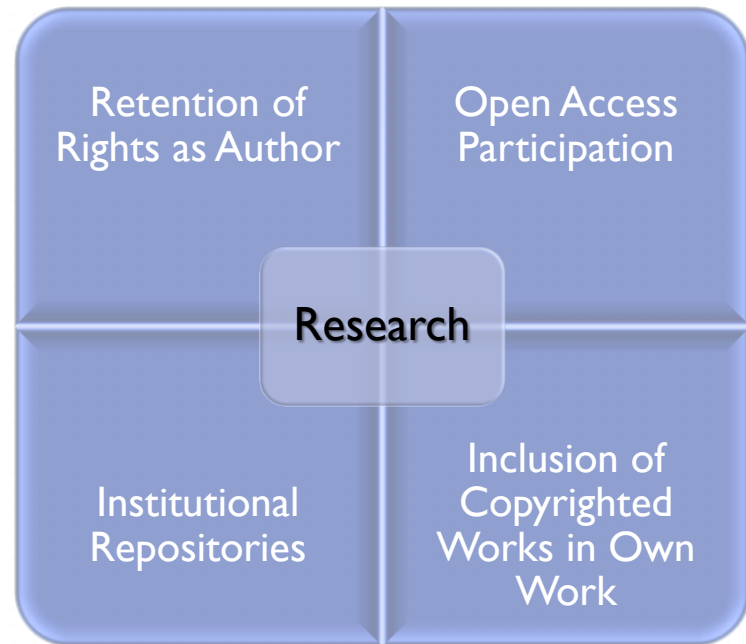 Retention of
Rights as Author
Open Access
Participation
Research
Institutional
Repositories
Inclusion of
Copyrighted
Works in Own
Work